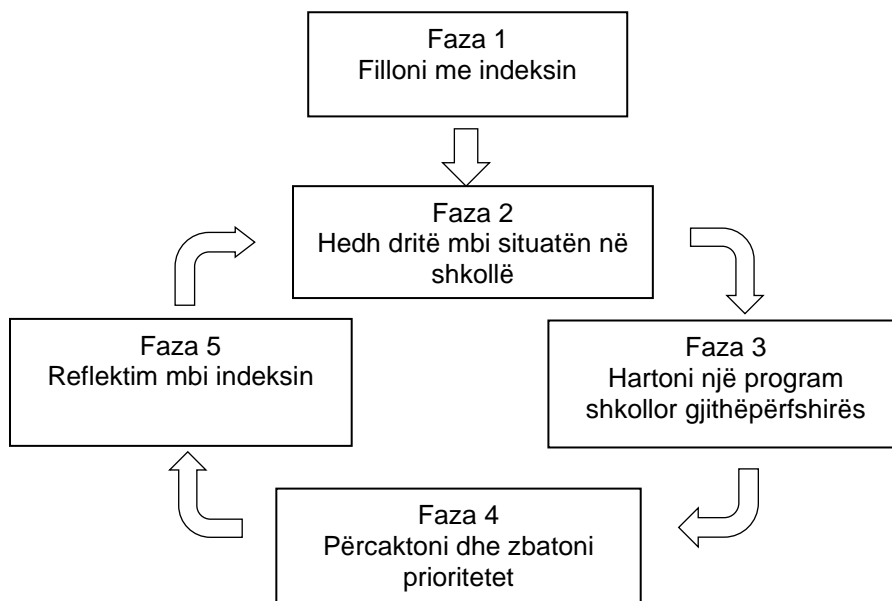 Faza 1
Filloni me indeksin
Faza 2
Hedh dritë mbi situatën në
shkollë
Faza 3
Hartoni një program
shkollor gjithëpërfshirës
Faza 4
Përcaktoni dhe zbatoni
prioritetet
Faza 5
Reflektim mbi indeksin